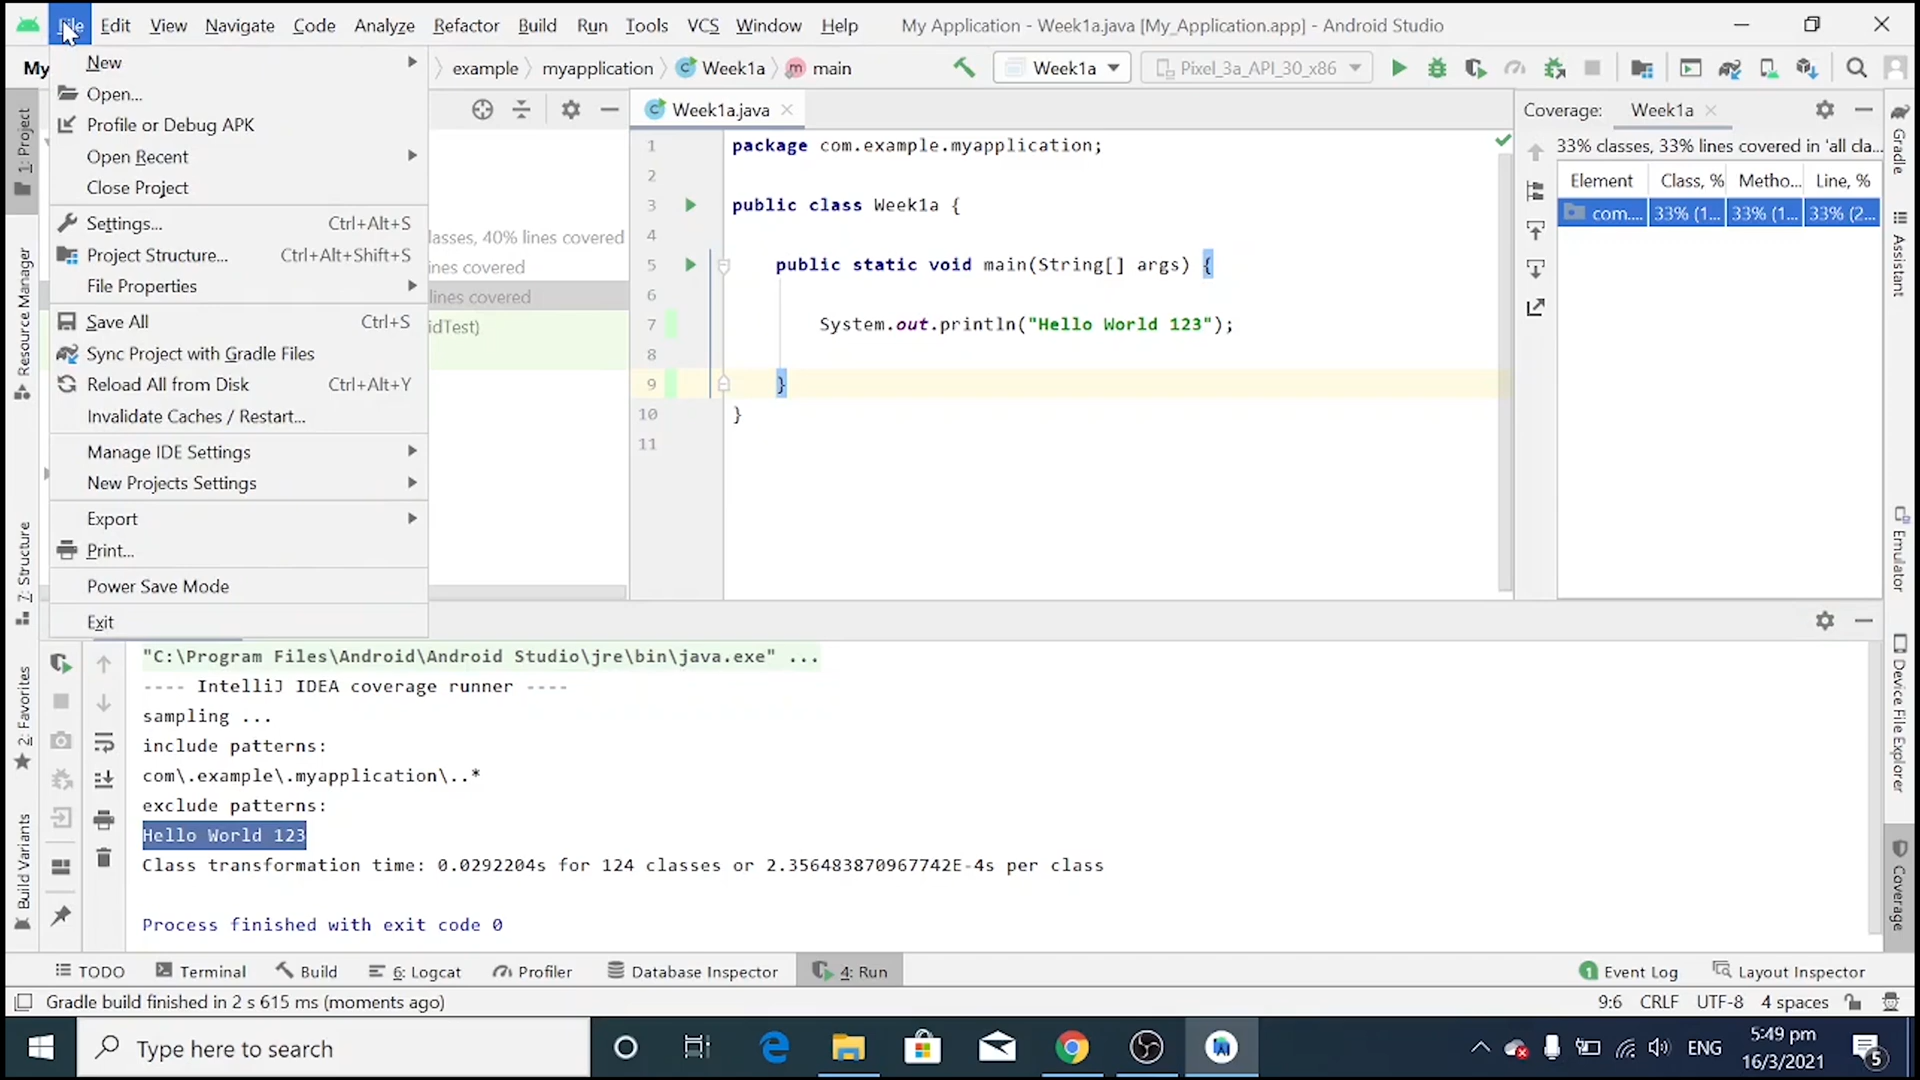 File Edit View Navigate Code Analyze Refactor Build Run Tools VCS Window Help My Application - Week1a.java [My_Application.app] - Android Studio
My example myapplication Week1a main Week1a Pixel_3a_API_30_x86
New
Open...
Profile or Debug APK
Open Recent
Close Project
Settings... Ctrl+Alt+S
Project Structure... Ctrl+Alt+Shift+S
File Properties
Save All Ctrl+S
Sync Project with Gradle Files
Reload All from Disk Ctrl+Alt+Y
Invalidate Caches / Restart...
Manage IDE Settings
New Projects Settings
Export
Print...
Power Save Mode
Exit
lasses, 40% lines covered
ines covered
lines covered
idTest)
1: Project
Resource Manager
7: Structure
2: Favorites
Build Variants
Week1a.java
1 package com.example.myapplication;
2
3 public class Week1a {
4
5 public static void main(String[] args) {
6
7 System.out.println("Hello World 123");
8
9 }
10 }
11
Coverage: Week1a
33% classes, 33% lines covered in 'all cla...
Element Class, % Metho... Line, %
com.... 33% (1... 33% (1... 33% (2...
Gradle
Assistant
Emulator
Device File Explorer
Coverage
"C:\Program Files\Android\Android Studio\jre\bin\java.exe" ...
---- IntelliJ IDEA coverage runner ----
sampling ...
include patterns:
com\.example\.myapplication\..*
exclude patterns:
Hello World 123
Class transformation time: 0.0292204s for 124 classes or 2.356483870967742E-4s per class
Process finished with exit code 0
TODO Terminal Build 6: Logcat Profiler Database Inspector 4: Run 1 Event Log Layout Inspector
Gradle build finished in 2 s 615 ms (moments ago) 9:6 CRLF UTF-8 4 spaces
Type here to search ENG 5:49 pm
16/3/2021 5